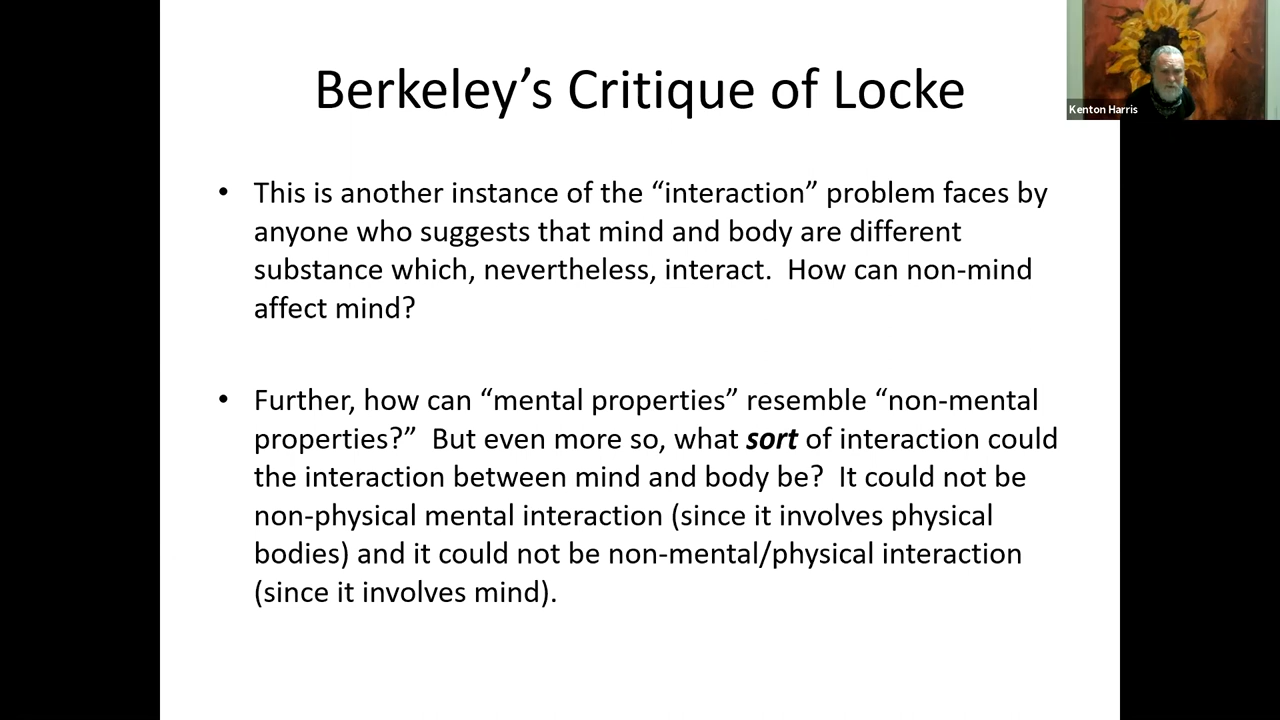 Berkeley’s Critique of Locke
Kenton Harris
• This is another instance of the “interaction” problem faces by
anyone who suggests that mind and body are different
substance which, nevertheless, interact.  How can non-mind
affect mind?
• Further, how can “mental properties” resemble “non-mental
properties?”  But even more so, what sort of interaction could
the interaction between mind and body be?  It could not be
non-physical mental interaction (since it involves physical
bodies) and it could not be non-mental/physical interaction
(since it involves mind).